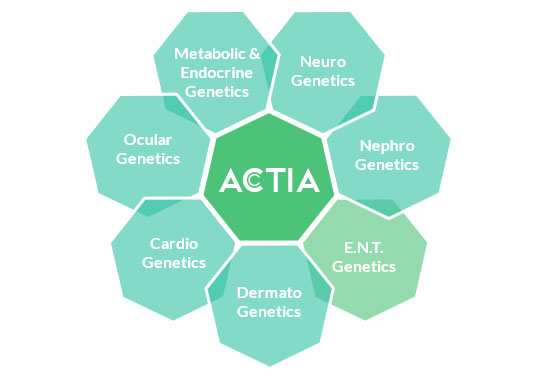 Metabolic &
Endocrine
Genetics
Neuro
Genetics
Ocular
Genetics
Nephro
Genetics
ACTIA
Cardio
Genetics
E.N.T.
Genetics
Dermato
Genetics